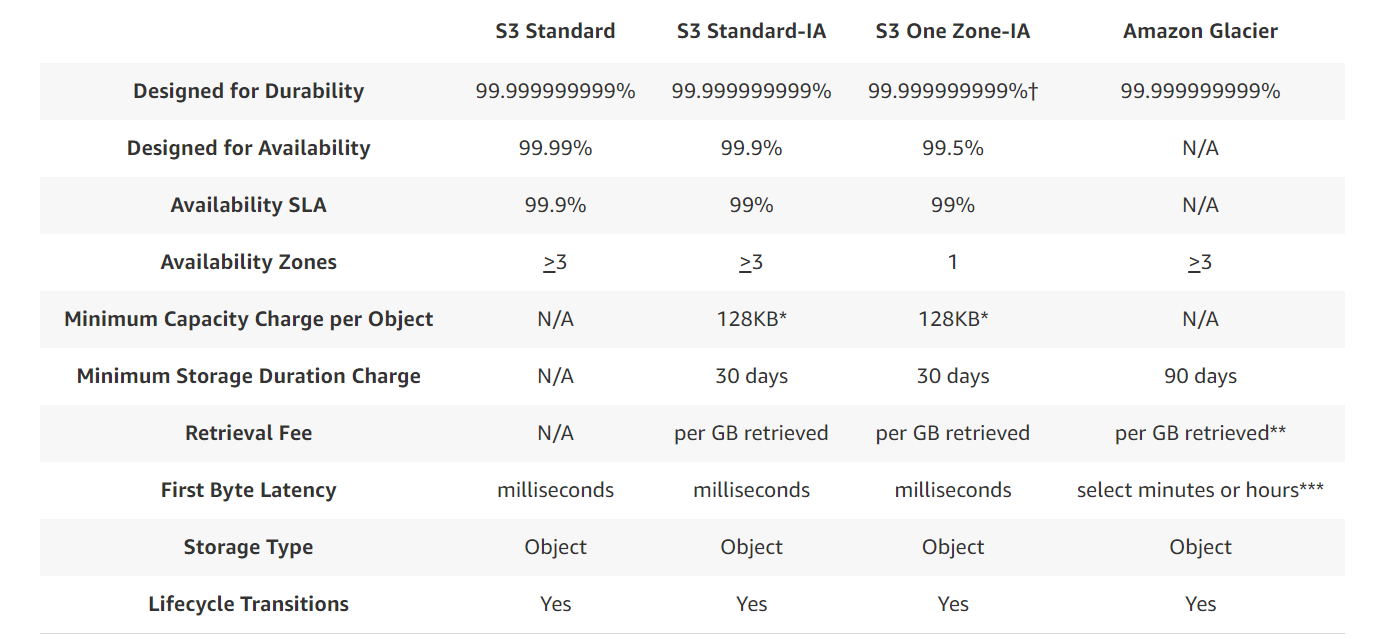 S3 Standard S3 Standard-IA S3 One Zone-IA Amazon Glacier
Designed for Durability 99.999999999% 99.999999999% 99.999999999%† 99.999999999%
Designed for Availability 99.99% 99.9% 99.5% N/A
Availability SLA 99.9% 99% 99% N/A
Availability Zones ≥3 ≥3 1 ≥3
Minimum Capacity Charge per Object N/A 128KB* 128KB* N/A
Minimum Storage Duration Charge N/A 30 days 30 days 90 days
Retrieval Fee N/A per GB retrieved per GB retrieved per GB retrieved**
First Byte Latency milliseconds milliseconds milliseconds select minutes or hours***
Storage Type Object Object Object Object
Lifecycle Transitions Yes Yes Yes Yes